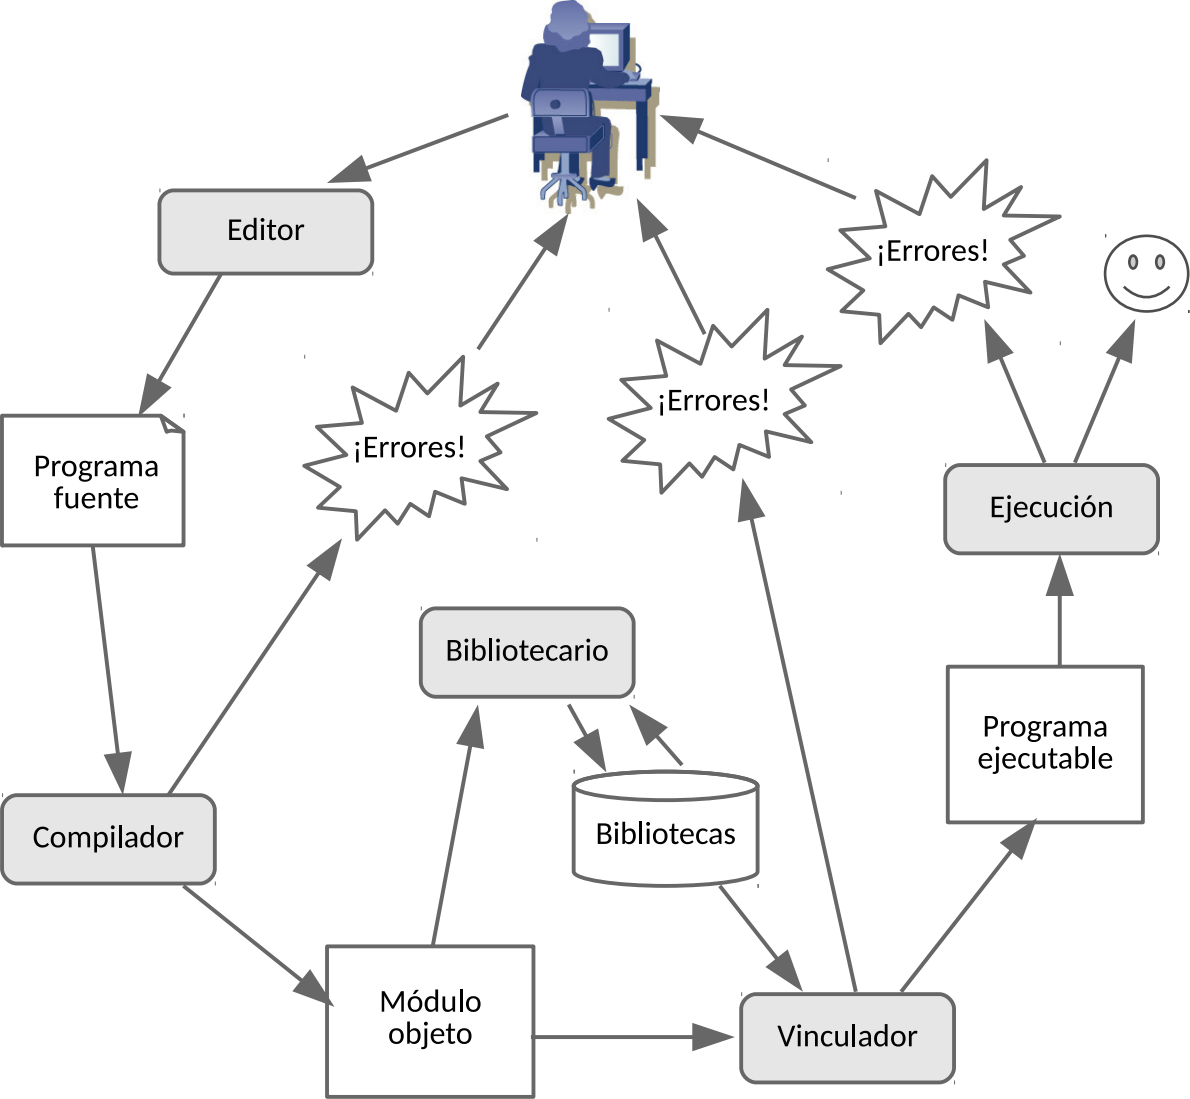 Editor
¡Errores!
¡Errores!
¡Errores!
Programa
fuente
Ejecución
Bibliotecario
Programa
ejecutable
Compilador
Bibliotecas
Módulo
objeto
Vinculador